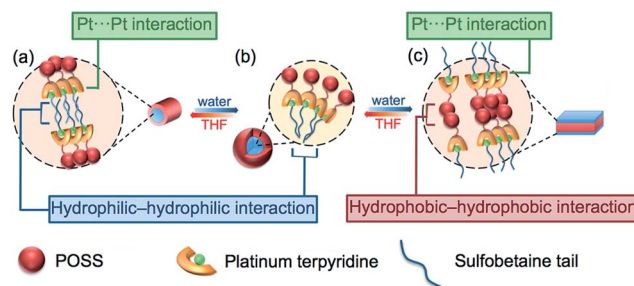 Pt···Pt interaction
Pt···Pt interaction
(a)
(b)
(c)
water
THF
water
THF
Hydrophilic–hydrophilic interaction
Hydrophobic–hydrophobic interaction
POSS
Platinum terpyridine
Sulfobetaine tail